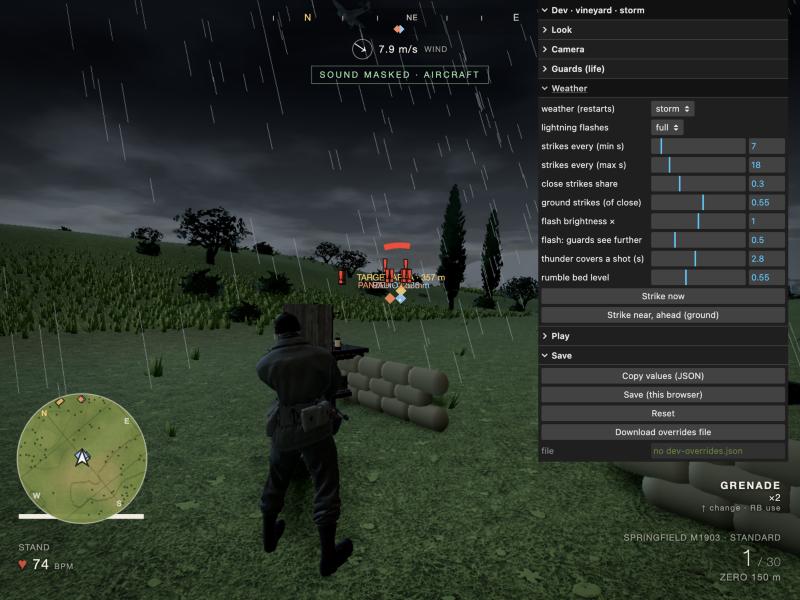 N
NE
E
7.9 m/s WIND
SOUND MASKED · AIRCRAFT
357 m
N
E
W
S
STAND
74 BPM
Dev · vineyard · storm
Look
Camera
Guards (life)
Weather
weather (restarts) storm
lightning flashes full
strikes every (min s) 7
strikes every (max s) 18
close strikes share 0.3
ground strikes (of close) 0.55
flash brightness × 1
flash: guards see further 0.5
thunder covers a shot (s) 2.8
rumble bed level 0.55
Strike now
Strike near, ahead (ground)
Play
Save
Copy values (JSON)
Save (this browser)
Reset
Download overrides file
file no dev-overrides.json
GRENADE
×2
↑ change · RB use
SPRINGFIELD M1903 · STANDARD
1 / 30
ZERO 150 m